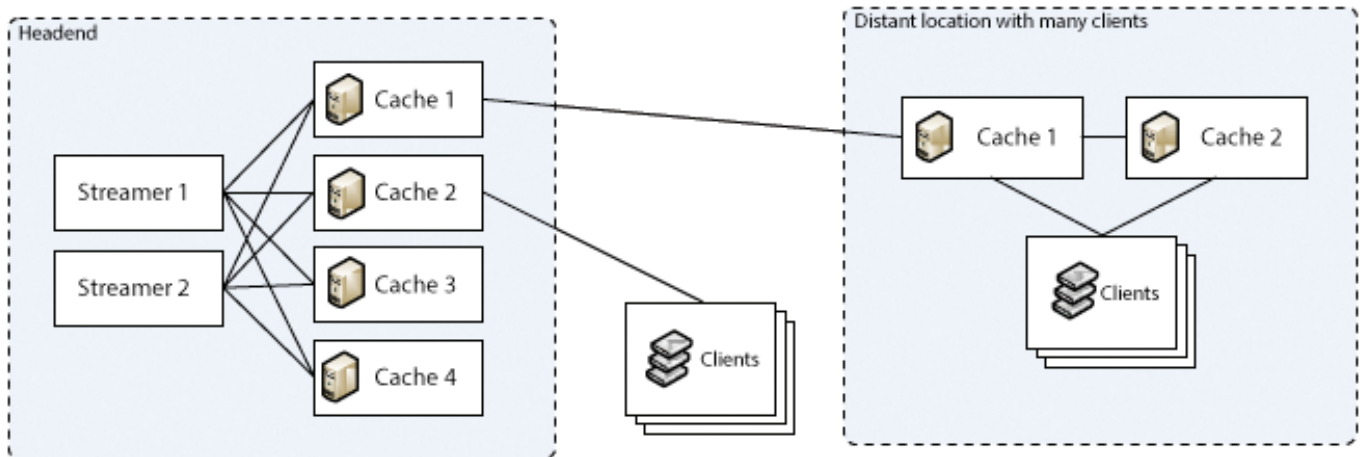 Headend
Streamer 1
Streamer 2
Cache 1
Cache 2
Cache 3
Cache 4
Clients
Distant location with many clients
Cache 1
Cache 2
Clients